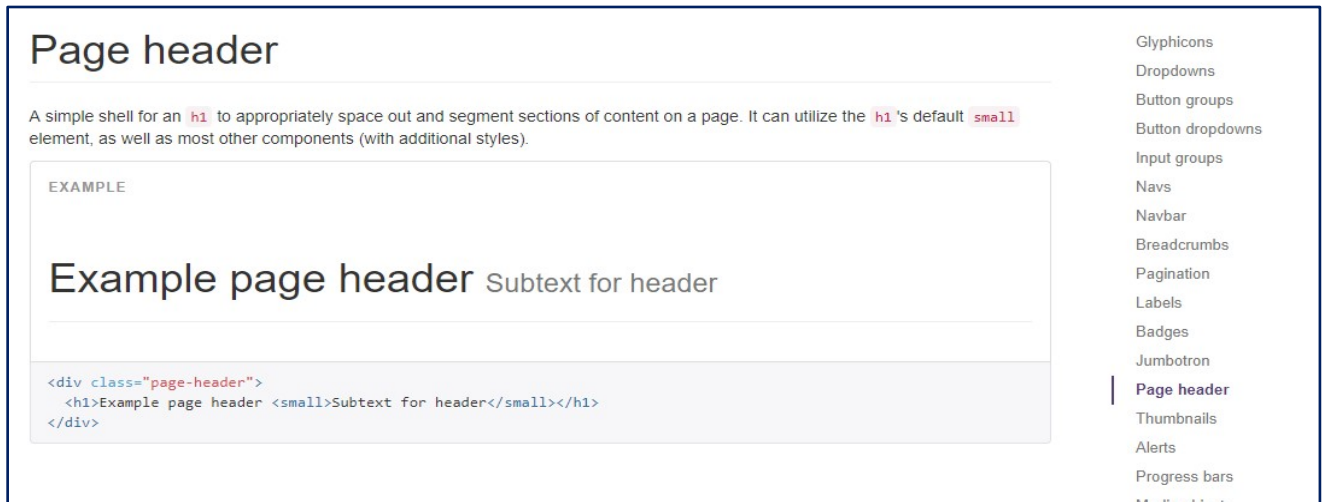 Page header
A simple shell for an h1 to appropriately space out and segment sections of content on a page. It can utilize the h1 's default small
element, as well as most other components (with additional styles).
EXAMPLE
Example page header Subtext for header
<div class="page-header">
  <h1>Example page header <small>Subtext for header</small></h1>
</div>
Glyphicons
Dropdowns
Button groups
Button dropdowns
Input groups
Navs
Navbar
Breadcrumbs
Pagination
Labels
Badges
Jumbotron
Page header
Thumbnails
Alerts
Progress bars